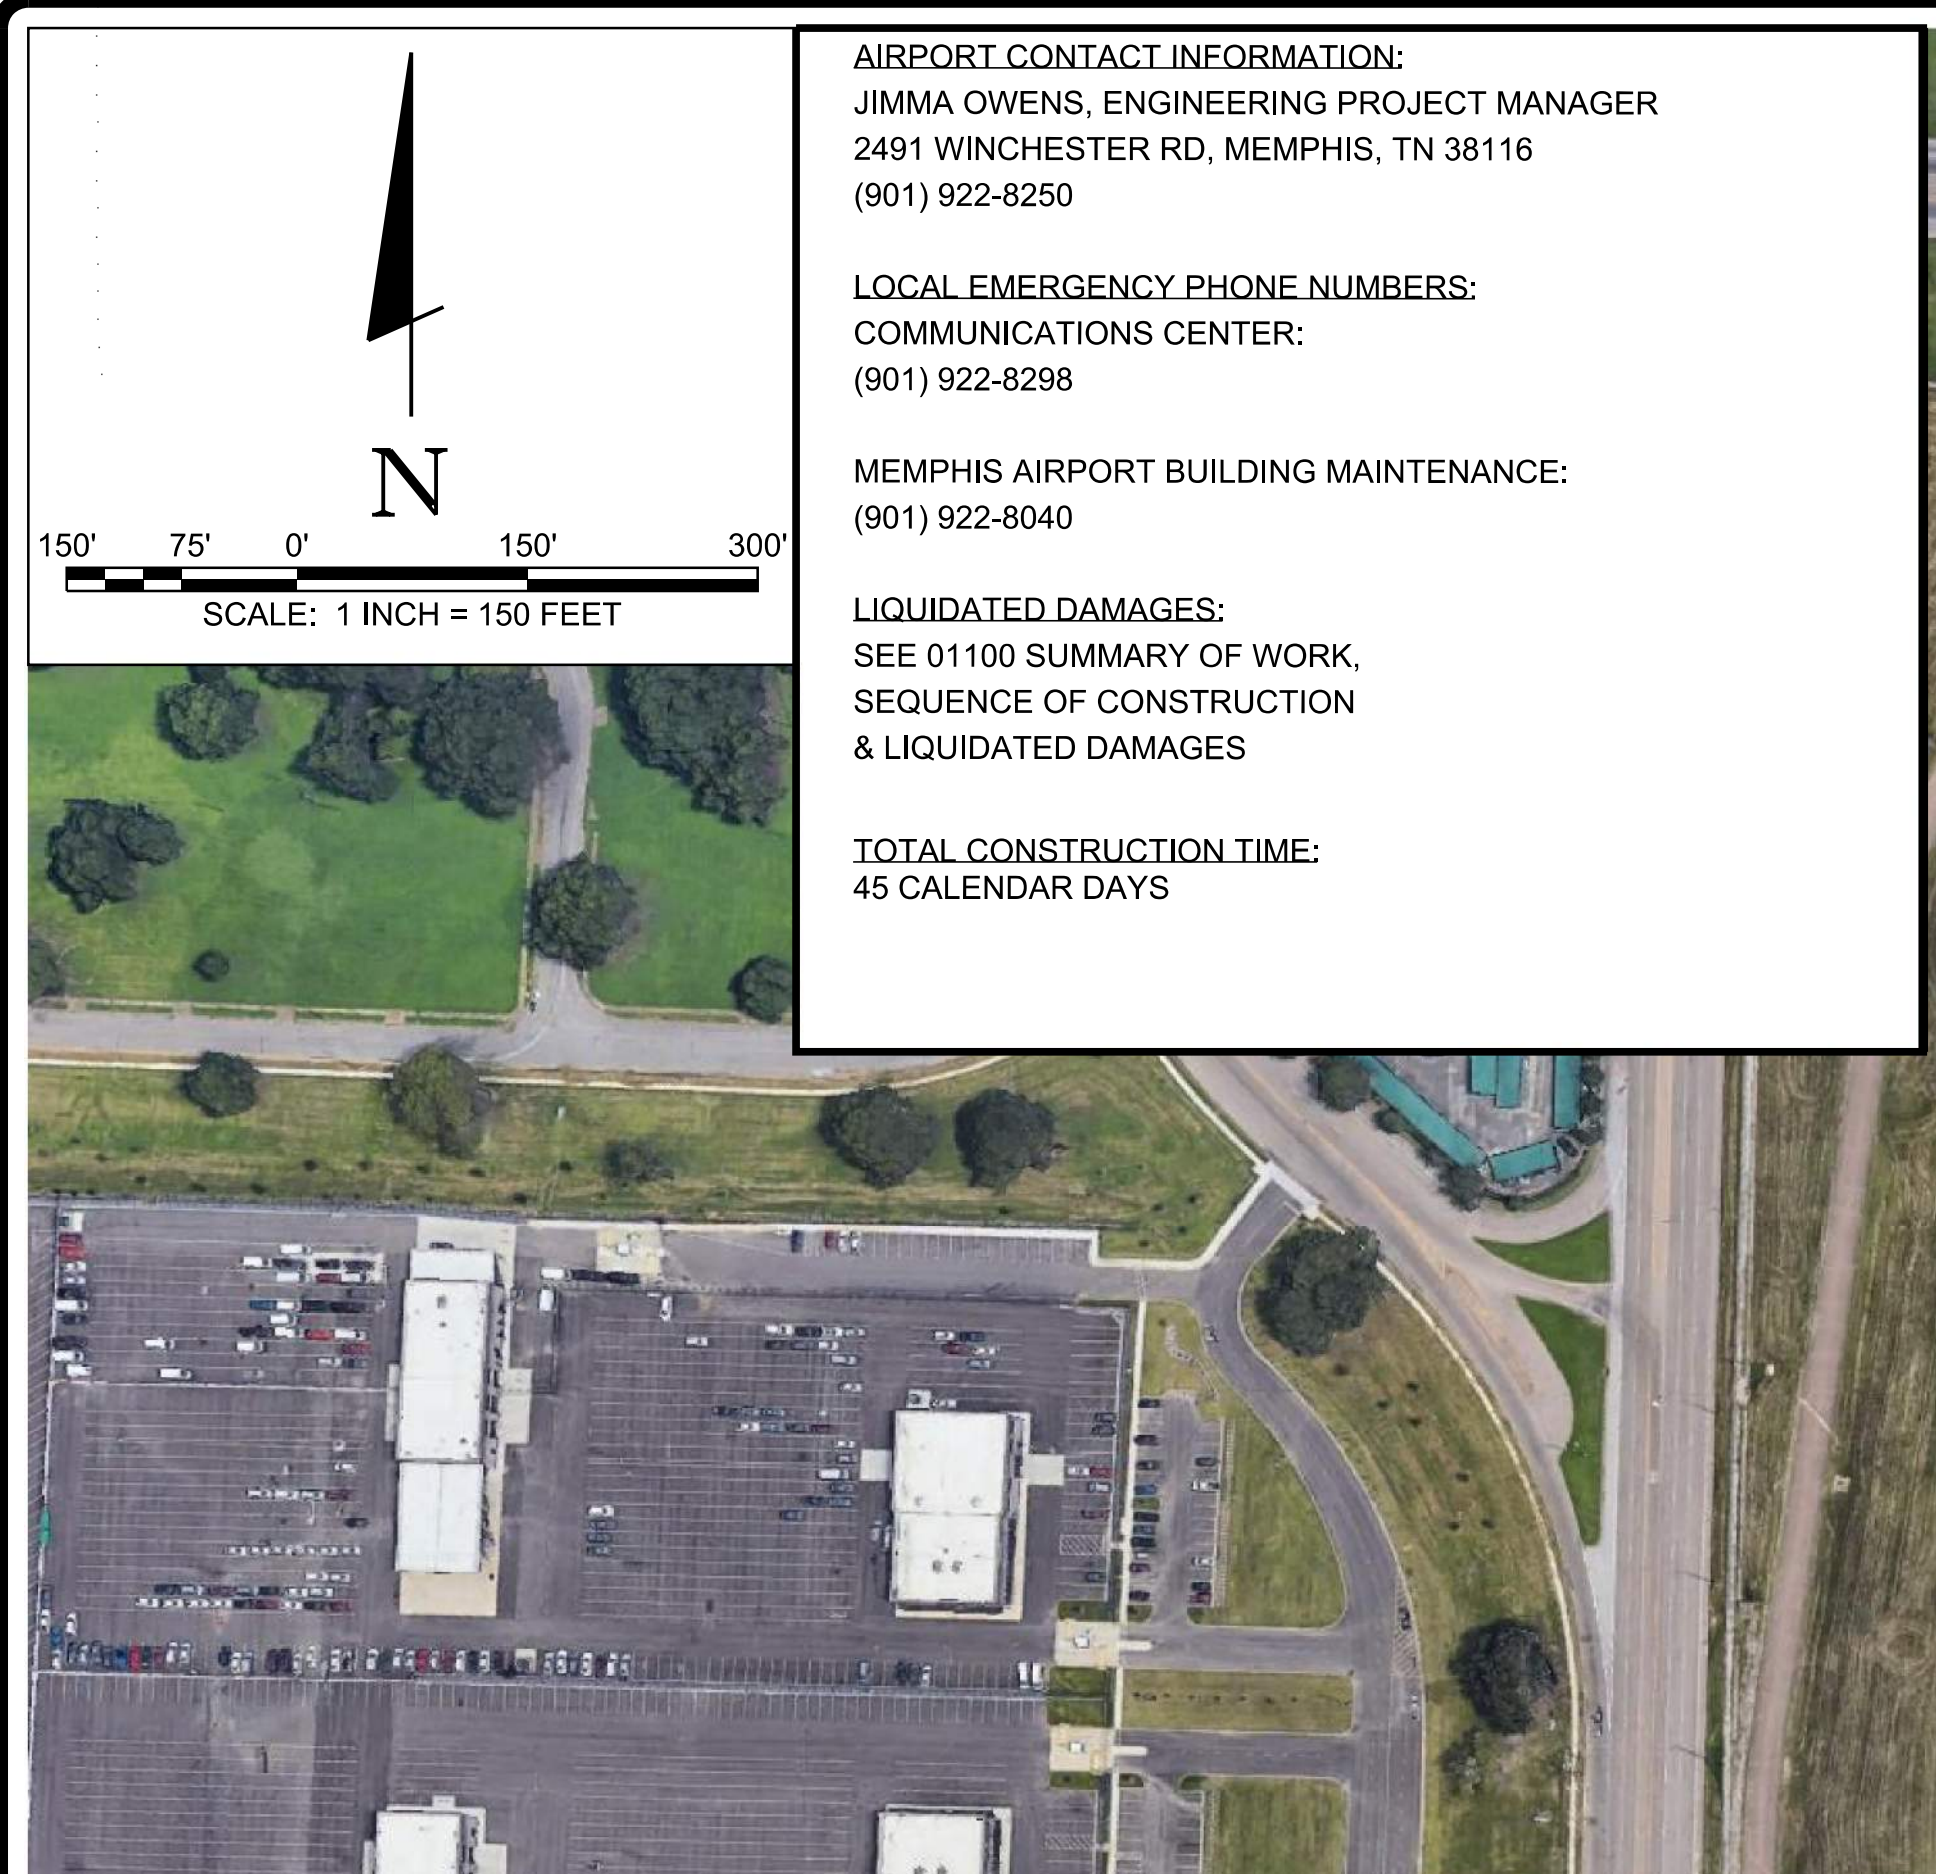 N
150' 75' 0' 150' 300'
SCALE: 1 INCH = 150 FEET
AIRPORT CONTACT INFORMATION:
JIMMA OWENS, ENGINEERING PROJECT MANAGER
2491 WINCHESTER RD, MEMPHIS, TN 38116
(901) 922-8250
LOCAL EMERGENCY PHONE NUMBERS:
COMMUNICATIONS CENTER:
(901) 922-8298
MEMPHIS AIRPORT BUILDING MAINTENANCE:
(901) 922-8040
LIQUIDATED DAMAGES:
SEE 01100 SUMMARY OF WORK,
SEQUENCE OF CONSTRUCTION
& LIQUIDATED DAMAGES
TOTAL CONSTRUCTION TIME:
45 CALENDAR DAYS